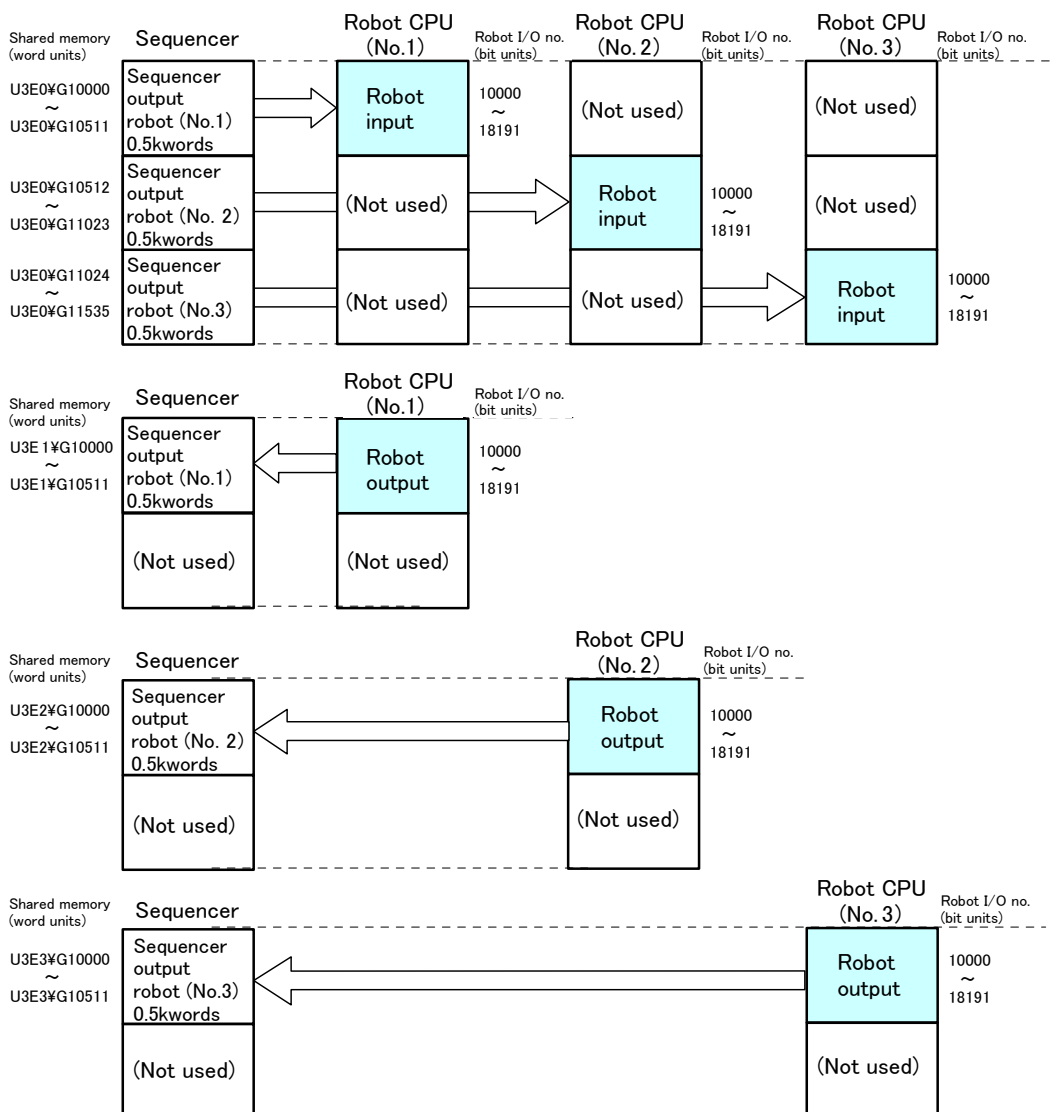 Shared memory
(word units)
Sequencer
Robot CPU
(No.1)
Robot I/O no.
(bit units)
Robot CPU
(No. 2)
Robot I/O no.
(bit units)
Robot CPU
(No. 3)
Robot I/O no.
(bit units)
U3E0¥G10000
~
U3E0¥G10511
Sequencer
output
robot (No.1)
0.5kwords
Robot
input
10000
~
18191
(Not used)
(Not used)
U3E0¥G10512
~
U3E0¥G11023
Sequencer
output
robot (No. 2)
0.5kwords
(Not used)
Robot
input
10000
~
18191
(Not used)
U3E0¥G11024
~
U3E0¥G11535
Sequencer
output
robot (No.3)
0.5kwords
(Not used)
(Not used)
Robot
input
10000
~
18191
Shared memory
(word units)
Sequencer
Robot CPU
(No.1)
Robot I/O no.
(bit units)
U3E1¥G10000
~
U3E1¥G10511
Sequencer
output
robot (No.1)
0.5kwords
Robot
output
10000
~
18191
(Not used)
(Not used)
Shared memory
(word units)
Sequencer
Robot CPU
(No. 2)
Robot I/O no.
(bit units)
U3E2¥G10000
~
U3E2¥G10511
Sequencer
output
robot (No. 2)
0.5kwords
Robot
output
10000
~
18191
(Not used)
(Not used)
Shared memory
(word units)
Sequencer
Robot CPU
(No. 3)
Robot I/O no.
(bit units)
U3E3¥G10000
~
U3E3¥G10511
Sequencer
output
robot (No.3)
0.5kwords
Robot
output
10000
~
18191
(Not used)
(Not used)